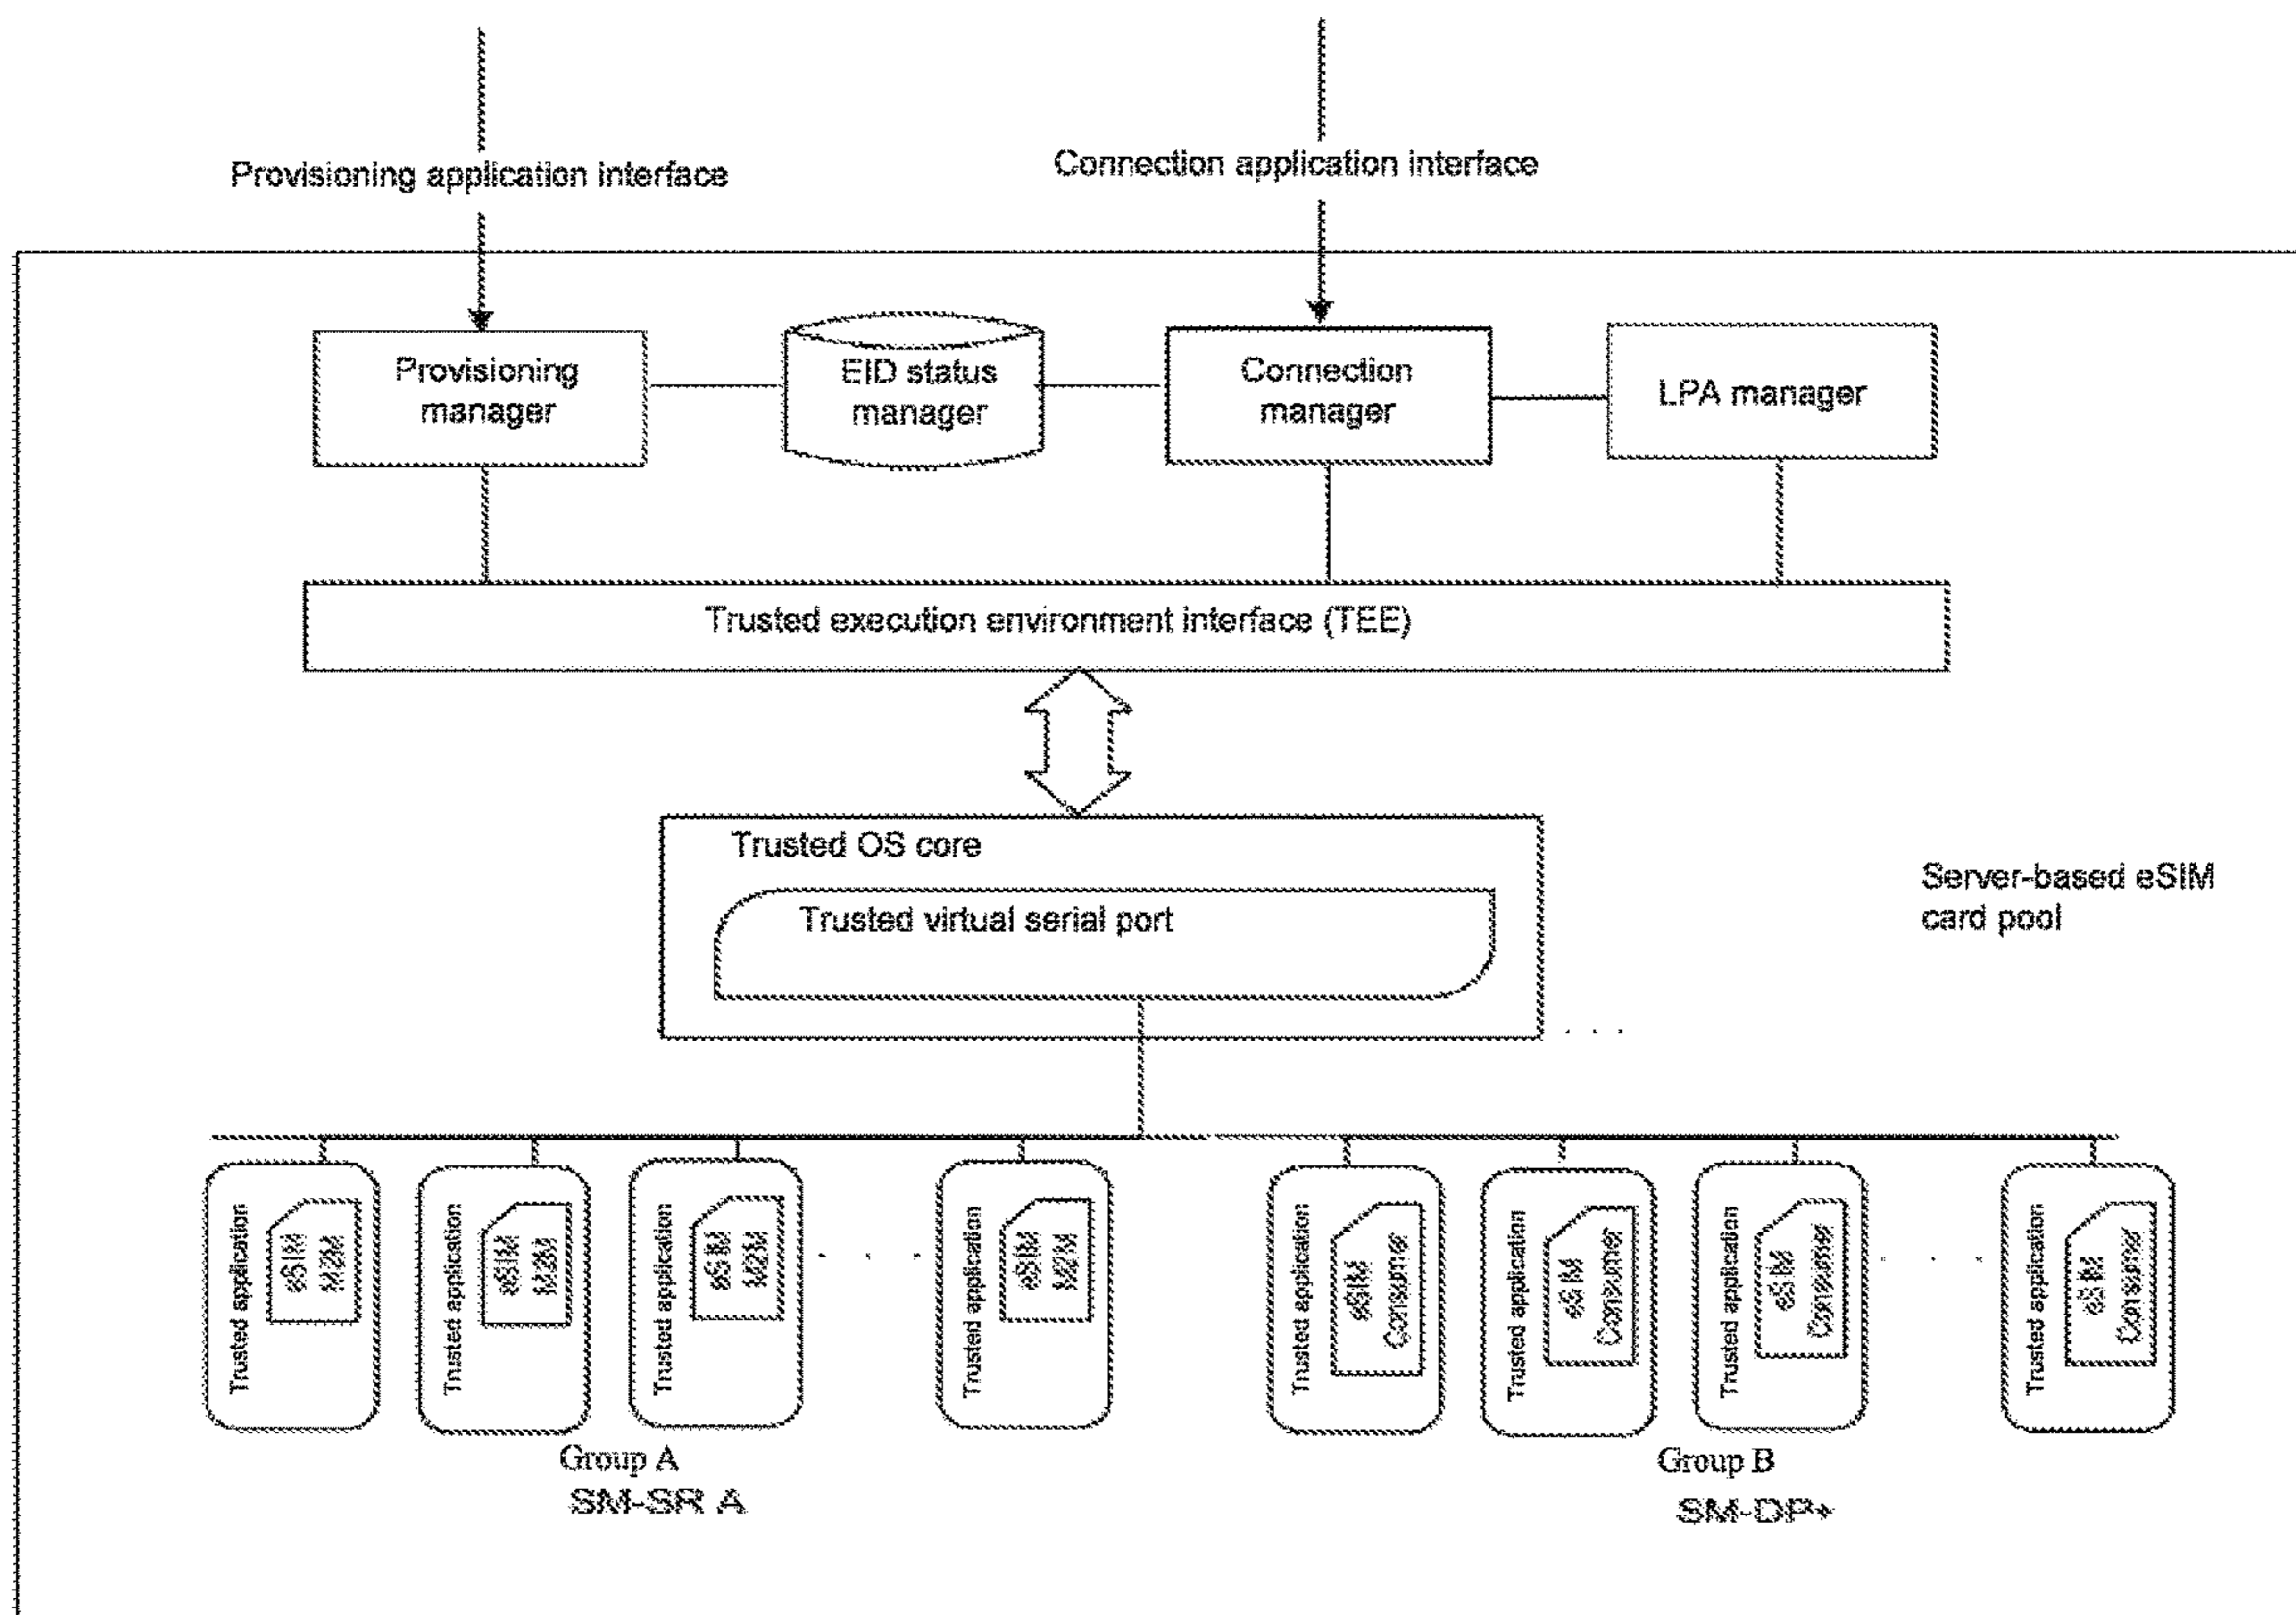 Provisioning application interface
Connection application interface
Provisioning
manager
EID status
manager
Connection
manager
LPA manager
Trusted execution environment interface (TEE)
Trusted OS core
Trusted virtual serial port
Server-based eSIM
card pool
. . .
Trusted application
eSIM
M2M
Trusted application
eSIM
M2M
Trusted application
eSIM
M2M
. . .
Trusted application
eSIM
M2M
Trusted application
eSIM
Consumer
Trusted application
eSIM
Consumer
Trusted application
eSIM
Consumer
. . .
Trusted application
eSIM
Consumer
Group A
SM-SR A
Group B
SM-DP+